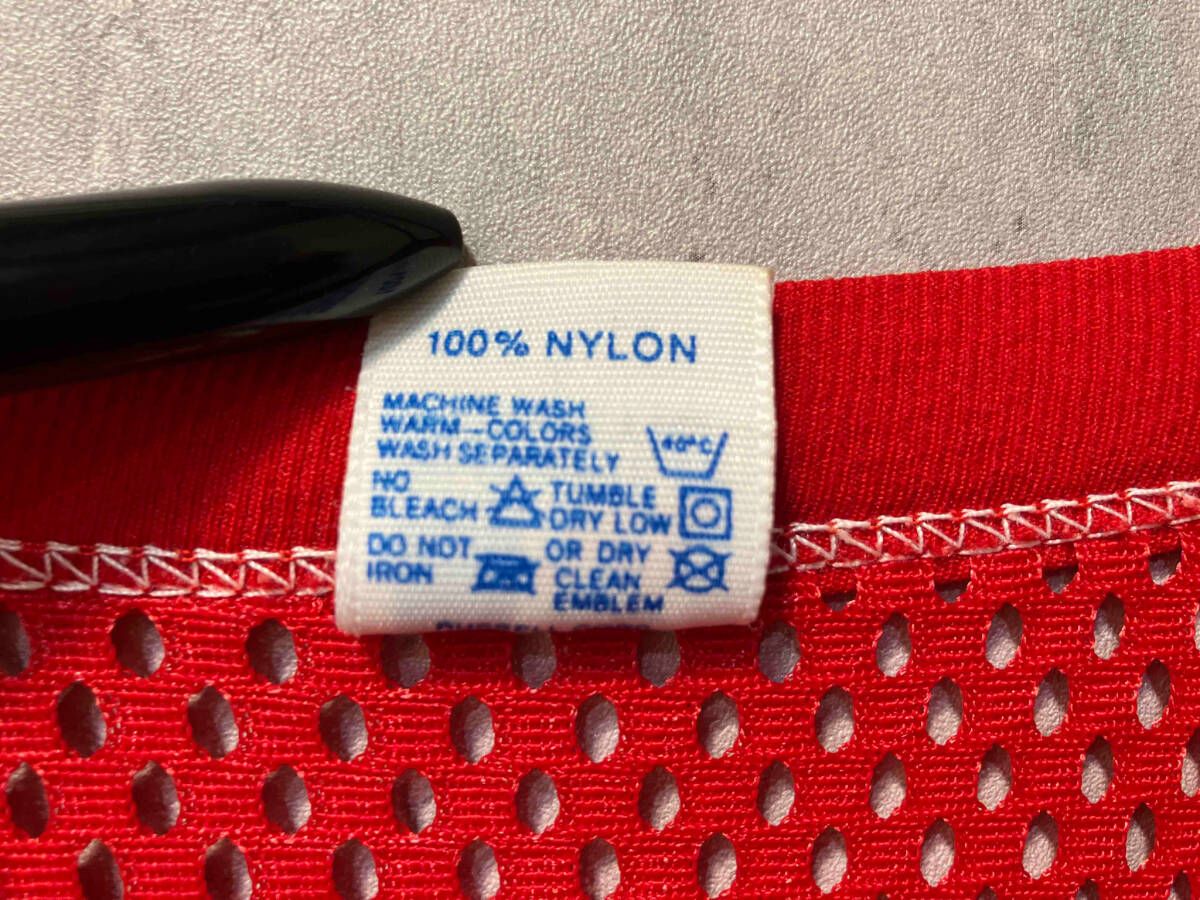 100% NYLON
MACHINE WASH
WARM—COLORS
WASH SEPARATELY
40°C
NO
BLEACH
TUMBLE
DRY LOW
DO NOT
IRON
OR DRY
CLEAN
EMBLEM